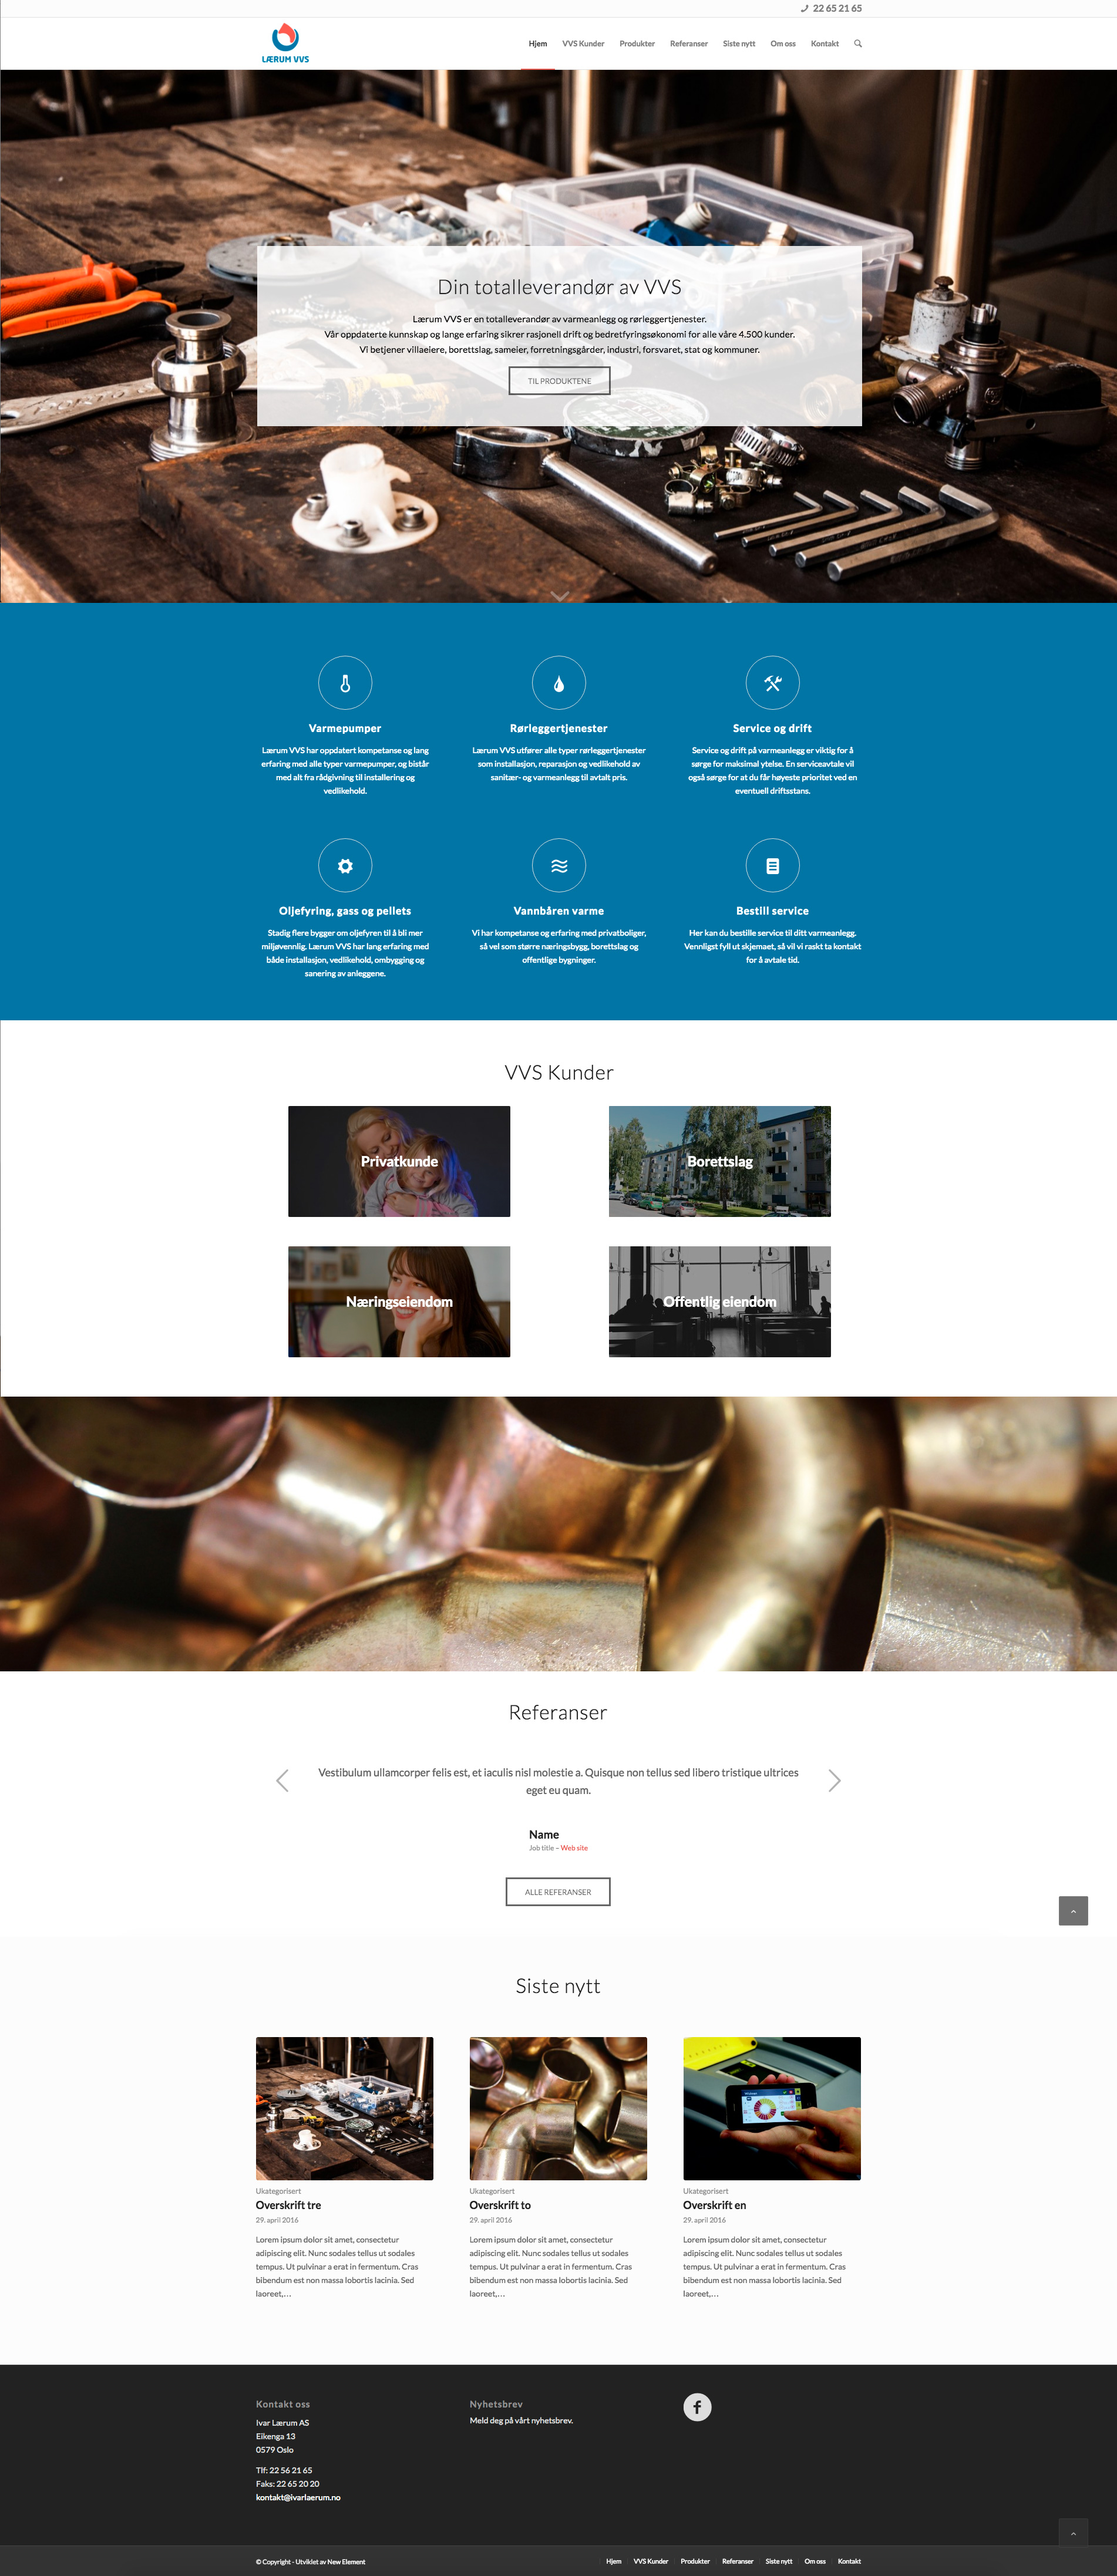 22 65 21 65
LÆRUM VVS
Hjem VVS Kunder Produkter Referanser Siste nytt Om oss Kontakt
Din totalleverandør av VVS
Lærum VVS er en totalleverandør av varmeanlegg og rørleggertjenester.
Vår oppdaterte kunnskap og lange erfaring sikrer rasjonell drift og bedretfyringsøkonomi for alle våre 4.500 kunder.
Vi betjener villaeiere, borettslag, sameier, forretningsgårder, industri, forsvaret, stat og kommuner.
TIL PRODUKTENE
Varmepumper
Lærum VVS har oppdatert kompetanse og lang
erfaring med alle typer varmepumper, og bistår
med alt fra rådgivning til installering og
vedlikehold.
Rørleggertjenester
Lærum VVS utfører alle typer rørleggertjenester
som installasjon, reparasjon og vedlikehold av
sanitær- og varmeanlegg til avtalt pris.
Service og drift
Service og drift på varmeanlegg er viktig for å
sørge for maksimal ytelse. En serviceavtale vil
også sørge for at du får høyeste prioritet ved en
eventuell driftsstans.
Oljefyring, gass og pellets
Stadig flere bygger om oljefyren til å bli mer
miljøvennlig. Lærum VVS har lang erfaring med
både installasjon, vedlikehold, ombygging og
sanering av anleggene.
Vannbåren varme
Vi har kompetanse og erfaring med privatboliger,
så vel som større næringsbygg, borettslag og
offentlige bygninger.
Bestill service
Her kan du bestille service til ditt varmeanlegg.
Vennligst fyll ut skjemaet, så vil vi raskt ta kontakt
for å avtale tid.
VVS Kunder
Privatkunde
Borettslag
Næringseiendom
Offentlig eiendom
Referanser
Vestibulum ullamcorper felis est, et iaculis nisl molestie a. Quisque non tellus sed libero tristique ultrices
eget eu quam.
Name
Job title – Web site
ALLE REFERANSER
Siste nytt
Ukategorisert
Overskrift tre
29. april 2016
Lorem ipsum dolor sit amet, consectetur
adipiscing elit. Nunc sodales tellus ut sodales
tempus. Ut pulvinar a erat in fermentum. Cras
bibendum est non massa lobortis lacinia. Sed
laoreet,…
Ukategorisert
Overskrift to
29. april 2016
Lorem ipsum dolor sit amet, consectetur
adipiscing elit. Nunc sodales tellus ut sodales
tempus. Ut pulvinar a erat in fermentum. Cras
bibendum est non massa lobortis lacinia. Sed
laoreet,…
Ukategorisert
Overskrift en
29. april 2016
Lorem ipsum dolor sit amet, consectetur
adipiscing elit. Nunc sodales tellus ut sodales
tempus. Ut pulvinar a erat in fermentum. Cras
bibendum est non massa lobortis lacinia. Sed
laoreet,…
Kontakt oss
Ivar Lærum AS
Eikenga 13
0579 Oslo
Tlf: 22 56 21 65
Faks: 22 65 20 20
kontakt@ivarlaerum.no
Nyhetsbrev
Meld deg på vårt nyhetsbrev.
© Copyright - Utviklet av New Element
Hjem VVS Kunder Produkter Referanser Siste nytt Om oss Kontakt